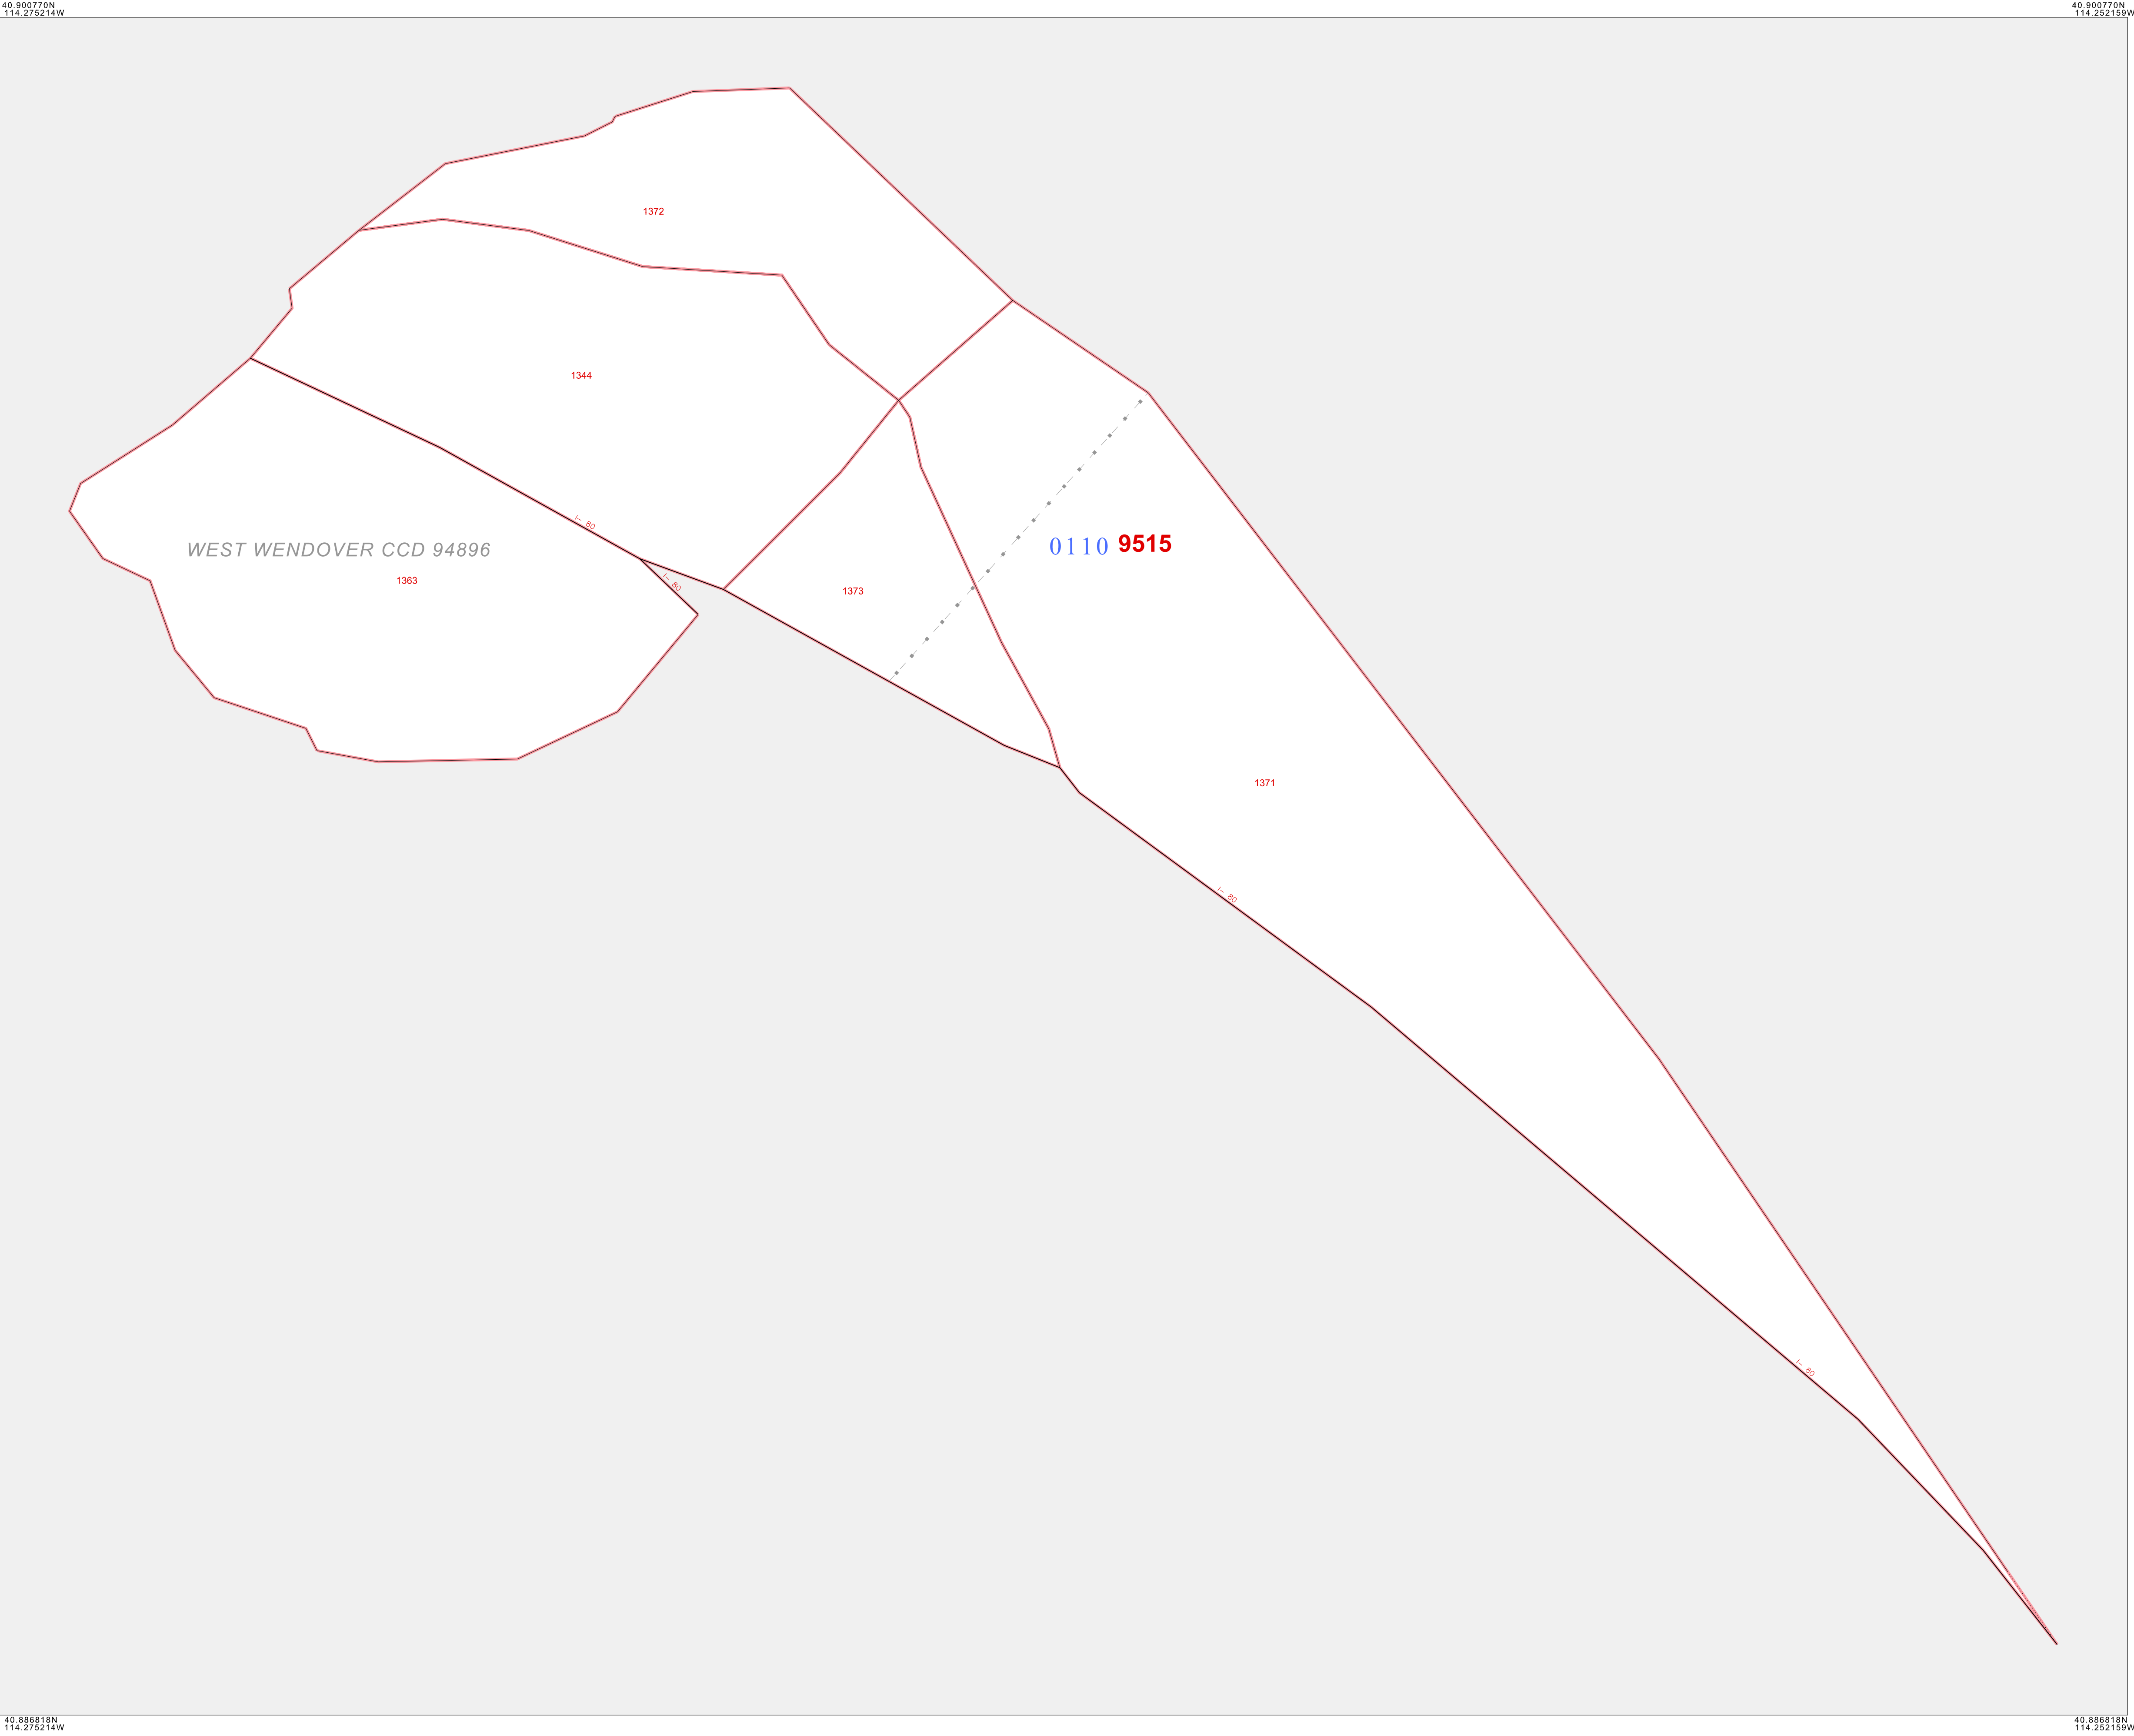 40.900770N
114.275214W
40.900770N
114.252159W
1372
1344
I- 80
WEST WENDOVER CCD 94896
1363
I- 80
0110 9515
1373
1371
I- 80
I- 80
40.886818N
114.275214W
40.886818N
114.252159W